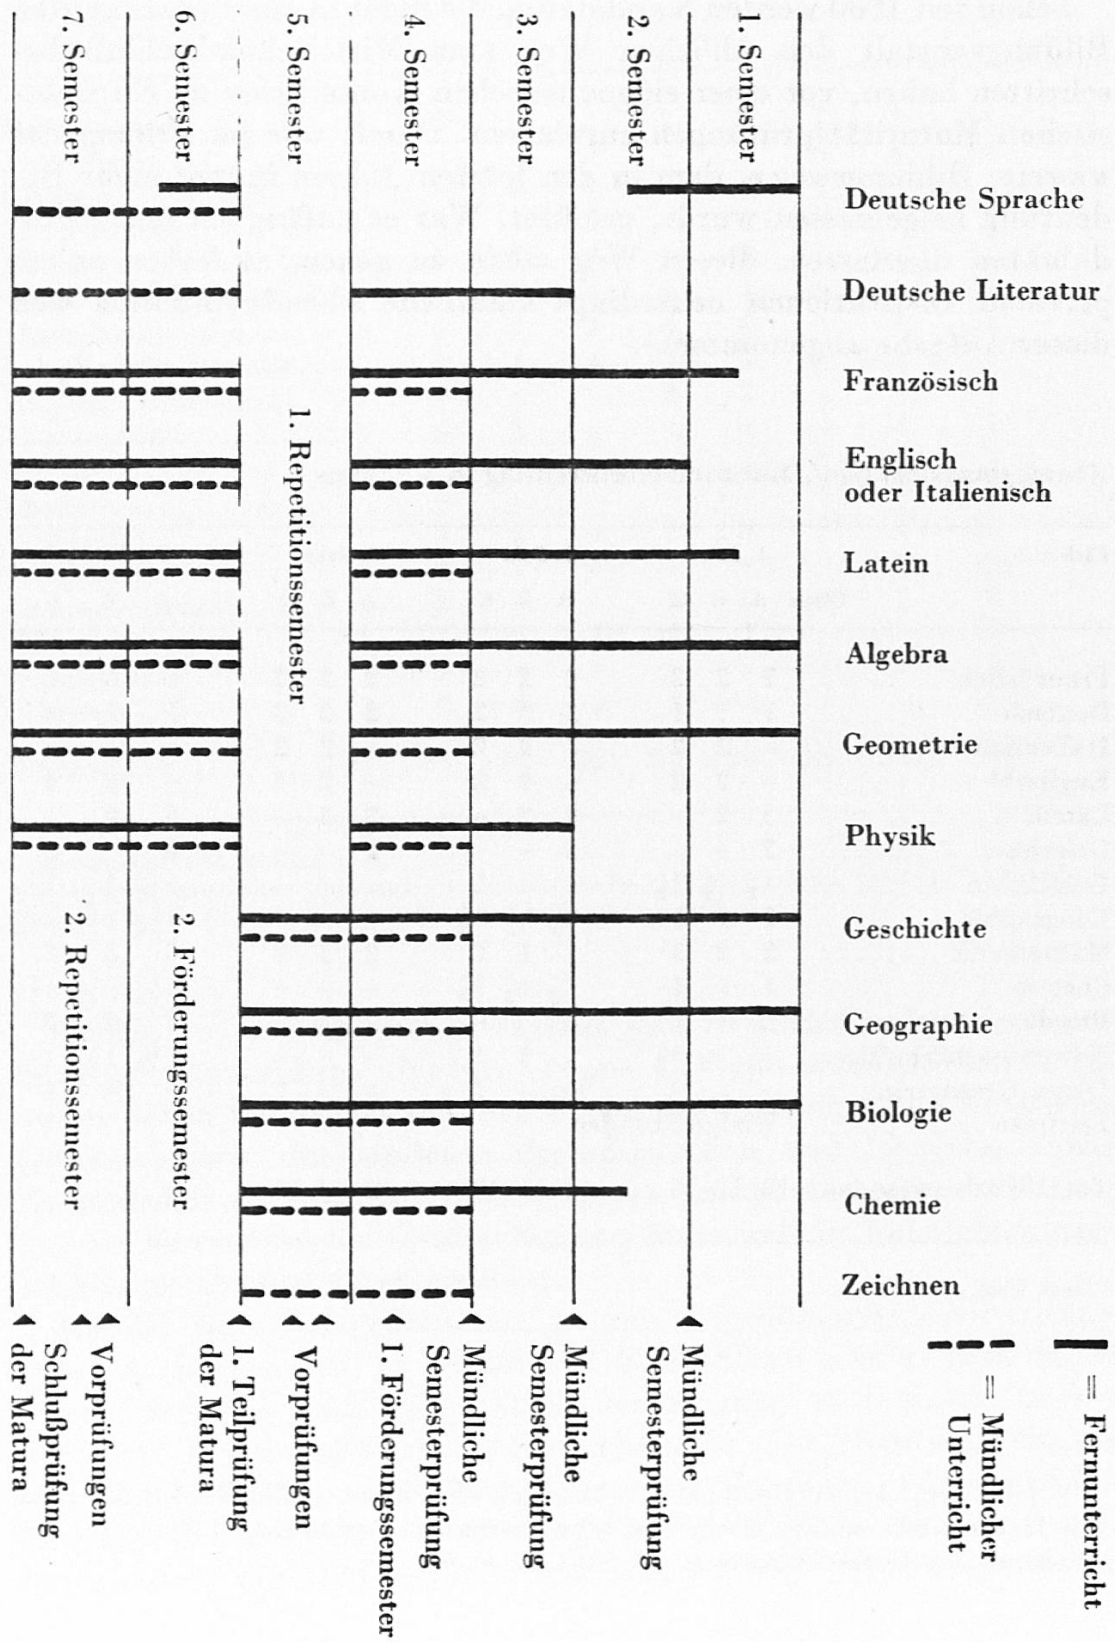 1. Semester
2. Semester
3. Semester
4. Semester
5. Semester
6. Semester
7. Semester
Deutsche Sprache
Deutsche Literatur
Französisch
Englisch
oder Italienisch
Latein
Algebra
Geometrie
Physik
Geschichte
Geographie
Biologie
Chemie
Zeichnen
1. Repetitionssemester
2. Förderungssemester
2. Repetitionssemester
Mündliche
Semesterprüfung
Mündliche
Semesterprüfung
Mündliche
Semesterprüfung
1. Förderungssemester
Vorprüfungen
1. Teilprüfung
der Matura
Vorprüfungen
Schlußprüfung
der Matura
= Fernunterricht
= Mündlicher
Unterricht